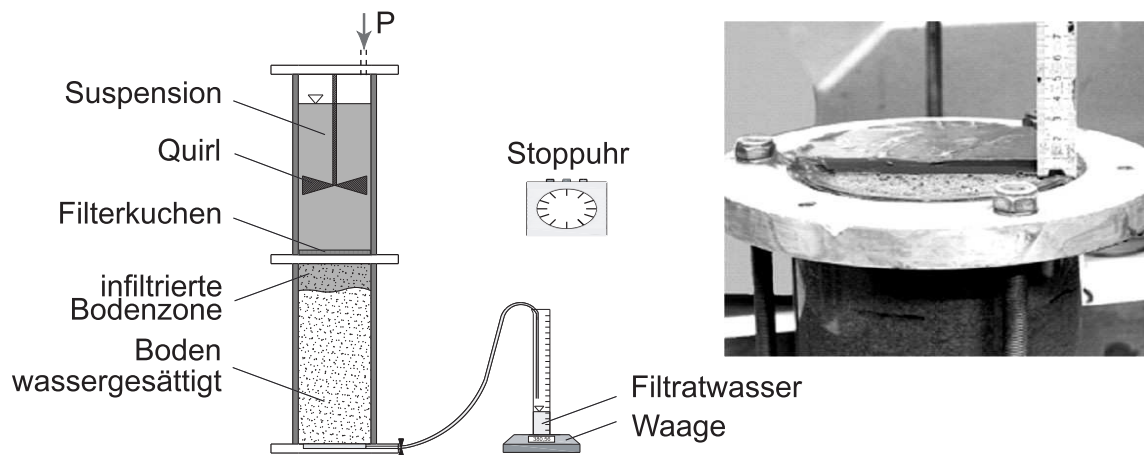 P
Suspension
Quirl
Stoppuhr
Filterkuchen
infiltrierte
Bodenzone
Boden
wassergesättigt
Filtratwasser
Waage